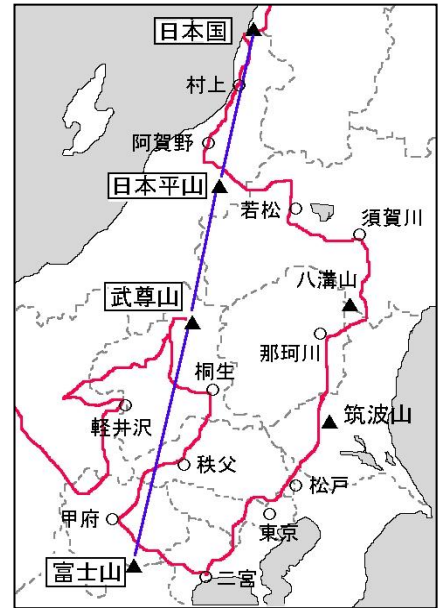 日本国
村上
阿賀野
日本平山
若松
須賀川
八溝山
武尊山
那珂川
桐生
軽井沢
筑波山
秩父
松戸
甲府
東京
富士山
二宮